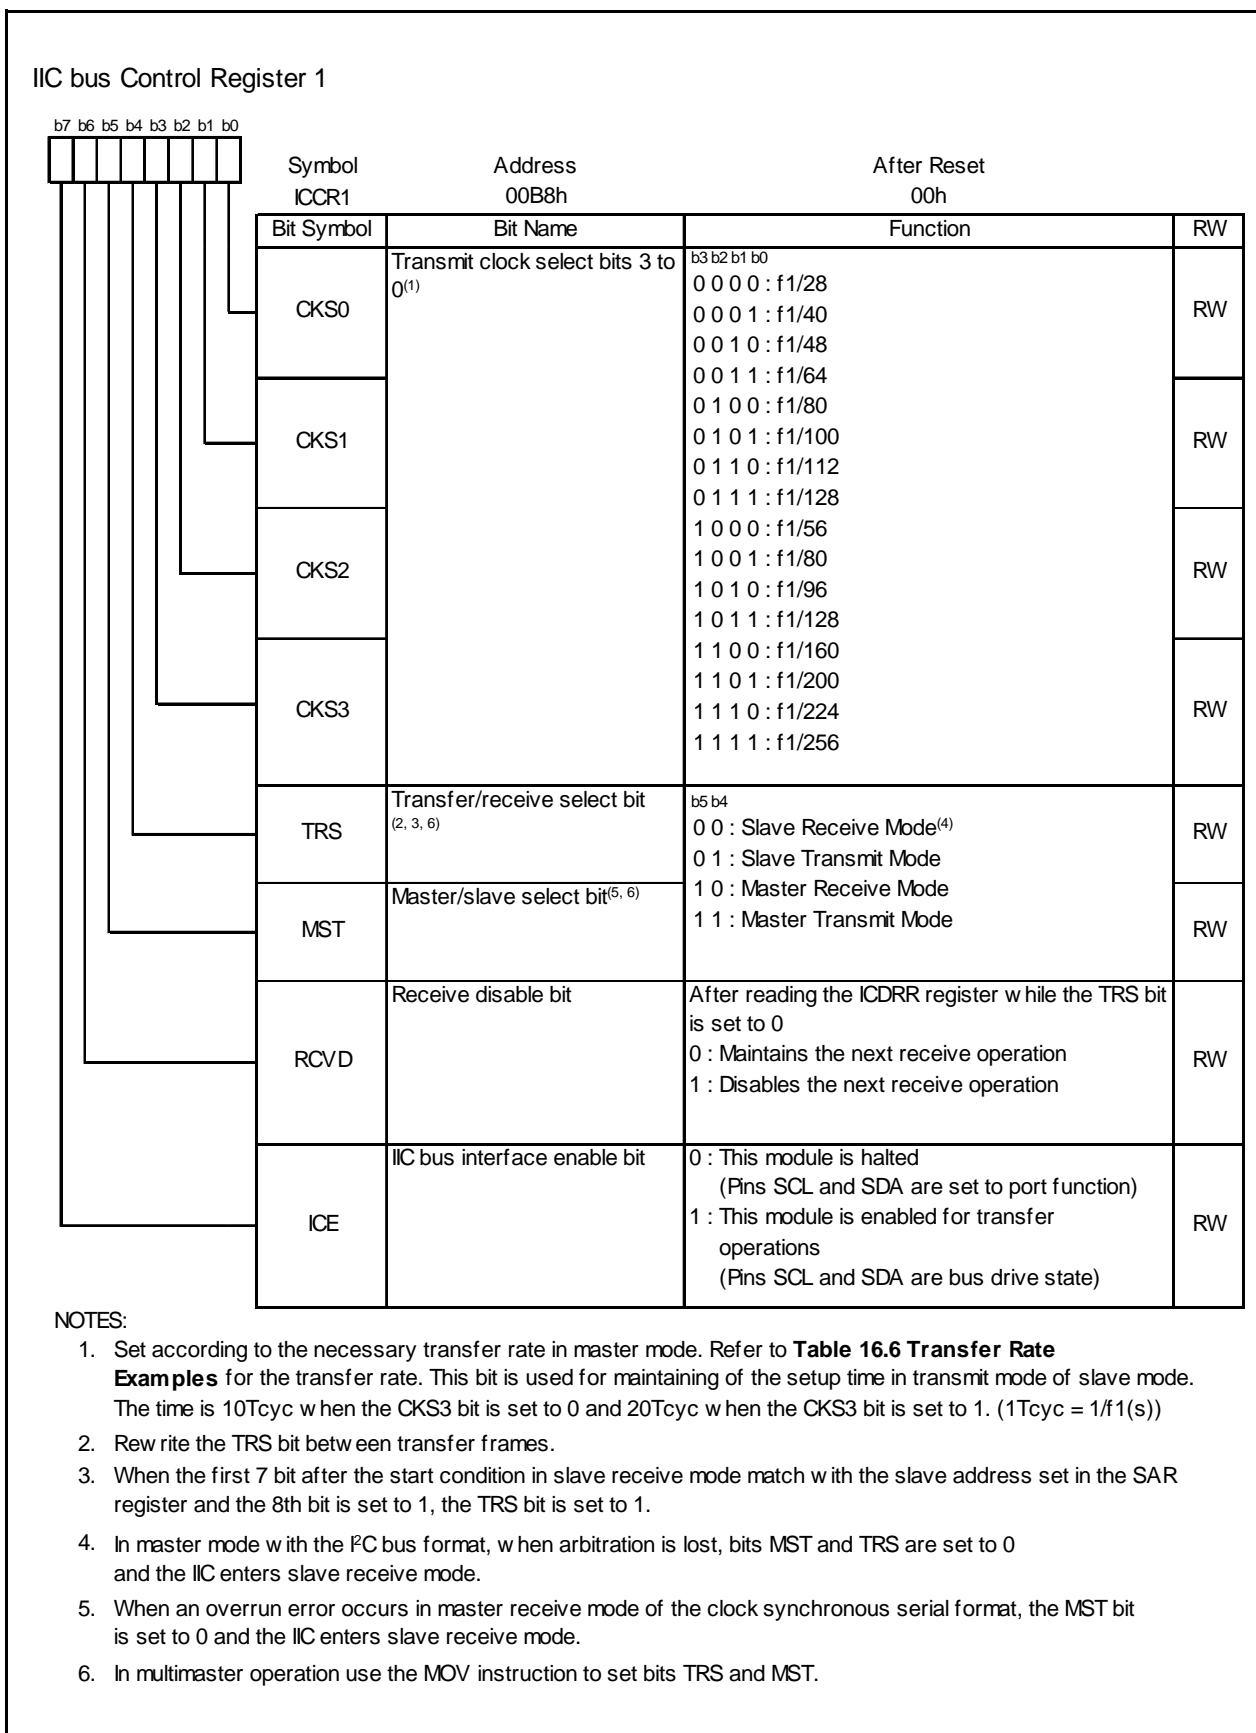 IIC bus Control Register 1
b7 b6 b5 b4 b3 b2 b1 b0
Symbol Address After Reset
ICCR1 00B8h 00h
Bit Symbol Bit Name Function RW
CKS0 Transmit clock select bits 3 to b3 b2 b1 b0 RW
0(1) 0 0 0 0 : f1/28
0 0 0 1 : f1/40
0 0 1 0 : f1/48
0 0 1 1 : f1/64
0 1 0 0 : f1/80
CKS1 0 1 0 1 : f1/100 RW
0 1 1 0 : f1/112
0 1 1 1 : f1/128
1 0 0 0 : f1/56
1 0 0 1 : f1/80
CKS2 1 0 1 0 : f1/96 RW
1 0 1 1 : f1/128
1 1 0 0 : f1/160
1 1 0 1 : f1/200
CKS3 1 1 1 0 : f1/224 RW
1 1 1 1 : f1/256
Transfer/receive select bit b5 b4
TRS (2, 3, 6) 0 0 : Slave Receive Mode(4) RW
0 1 : Slave Transmit Mode
Master/slave select bit(5, 6) 1 0 : Master Receive Mode
MST 1 1 : Master Transmit Mode RW
Receive disable bit After reading the ICDRR register while the TRS bit
is set to 0
RCVD 0 : Maintains the next receive operation RW
1 : Disables the next receive operation
IIC bus interface enable bit 0 : This module is halted
(Pins SCL and SDA are set to port function)
ICE 1 : This module is enabled for transfer RW
operations
(Pins SCL and SDA are bus drive state)
NOTES:
1. Set according to the necessary transfer rate in master mode. Refer to Table 16.6 Transfer Rate
Examples for the transfer rate. This bit is used for maintaining of the setup time in transmit mode of slave mode.
The time is 10Tcyc when the CKS3 bit is set to 0 and 20Tcyc when the CKS3 bit is set to 1. (1Tcyc = 1/f1(s))
2. Rewrite the TRS bit between transfer frames.
3. When the first 7 bit after the start condition in slave receive mode match with the slave address set in the SAR
register and the 8th bit is set to 1, the TRS bit is set to 1.
4. In master mode with the I2C bus format, when arbitration is lost, bits MST and TRS are set to 0
and the IIC enters slave receive mode.
5. When an overrun error occurs in master receive mode of the clock synchronous serial format, the MST bit
is set to 0 and the IIC enters slave receive mode.
6. In multimaster operation use the MOV instruction to set bits TRS and MST.